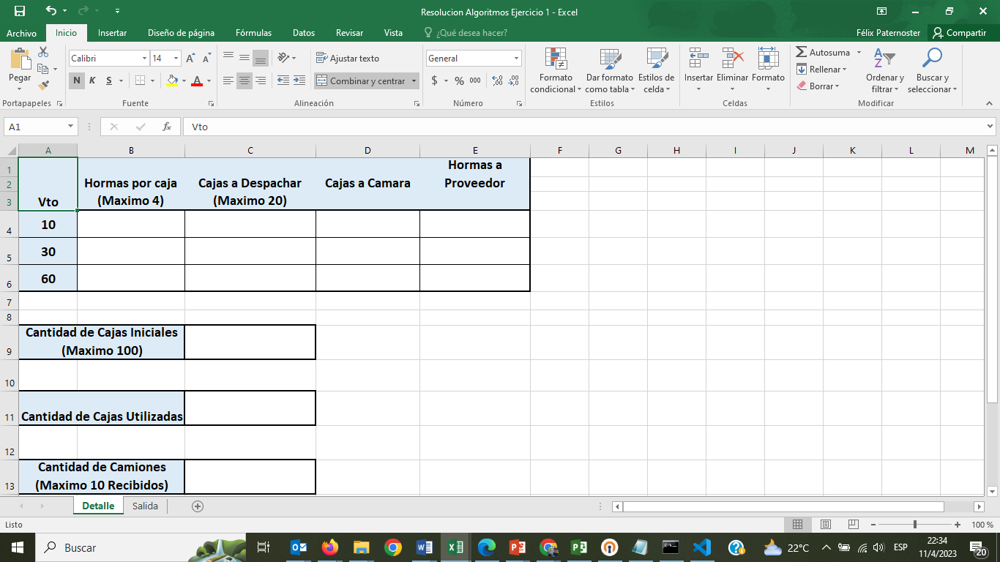 Resolucion Algoritmos Ejercicio 1 - Excel
Archivo Inicio Insertar Diseño de página Fórmulas Datos Revisar Vista ¿Qué desea hacer? Félix Paternoster Compartir
Pegar
Portapapeles
Calibri 14
N K S
Fuente
Ajustar texto
Combinar y centrar
Alineación
General
$ % 000
Número
Formato condicional
Dar formato como tabla
Estilos de celda
Estilos
Insertar Eliminar Formato
Celdas
Autosuma
Rellenar
Borrar
Ordenar y filtrar
Buscar y seleccionar
Modificar
A1 fx Vto
A B C D E F G H I J K L M
1 Hormas a
2 Hormas por caja Cajas a Despachar Cajas a Camara Proveedor
3 Vto (Maximo 4) (Maximo 20)
4 10
5 30
6 60
7
8
Cantidad de Cajas Iniciales
9 (Maximo 100)
10
11 Cantidad de Cajas Utilizadas
12
Cantidad de Camiones
13 (Maximo 10 Recibidos)
Detalle Salida
Listo 100 %
Buscar 22°C ESP 22:34
11/4/2023 20